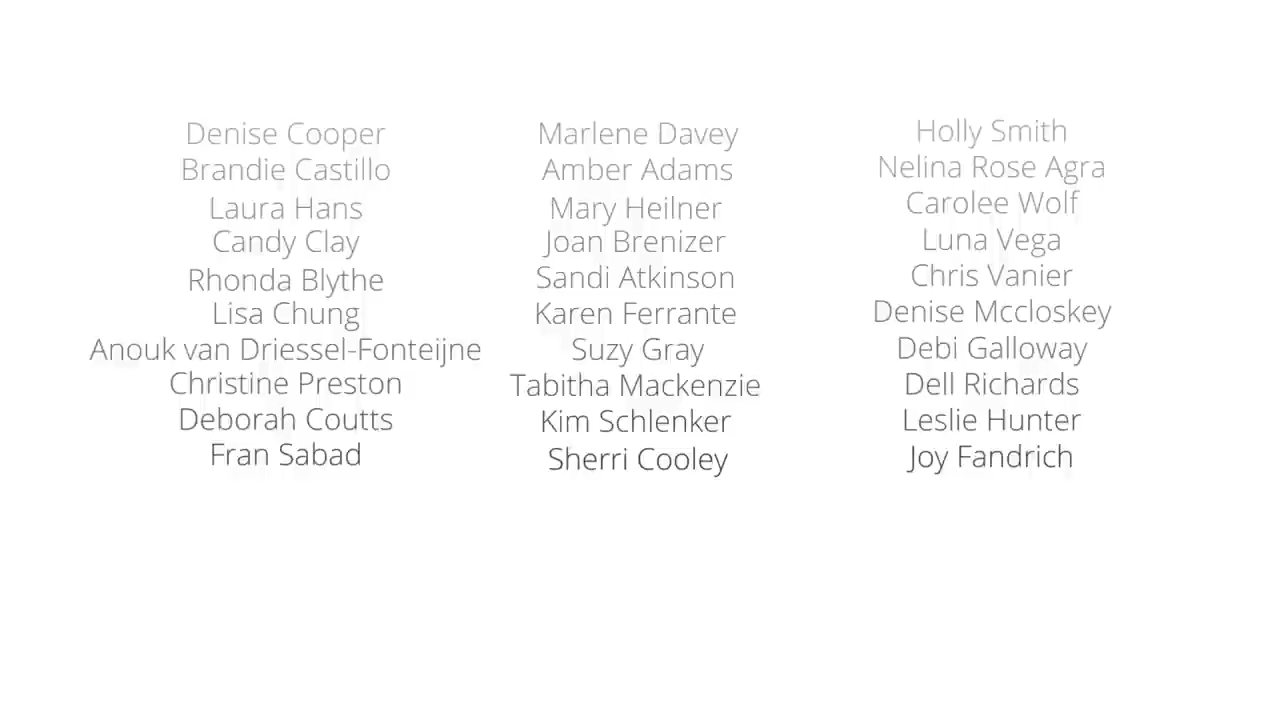 Denise Cooper
Brandie Castillo
Laura Hans
Candy Clay
Rhonda Blythe
Lisa Chung
Anouk van Driessel-Fonteijne
Christine Preston
Deborah Coutts
Fran Sabad
Marlene Davey
Amber Adams
Mary Heilner
Joan Brenizer
Sandi Atkinson
Karen Ferrante
Suzy Gray
Tabitha Mackenzie
Kim Schlenker
Sherri Cooley
Holly Smith
Nelina Rose Agra
Carolee Wolf
Luna Vega
Chris Vanier
Denise Mccloskey
Debi Galloway
Dell Richards
Leslie Hunter
Joy Fandrich